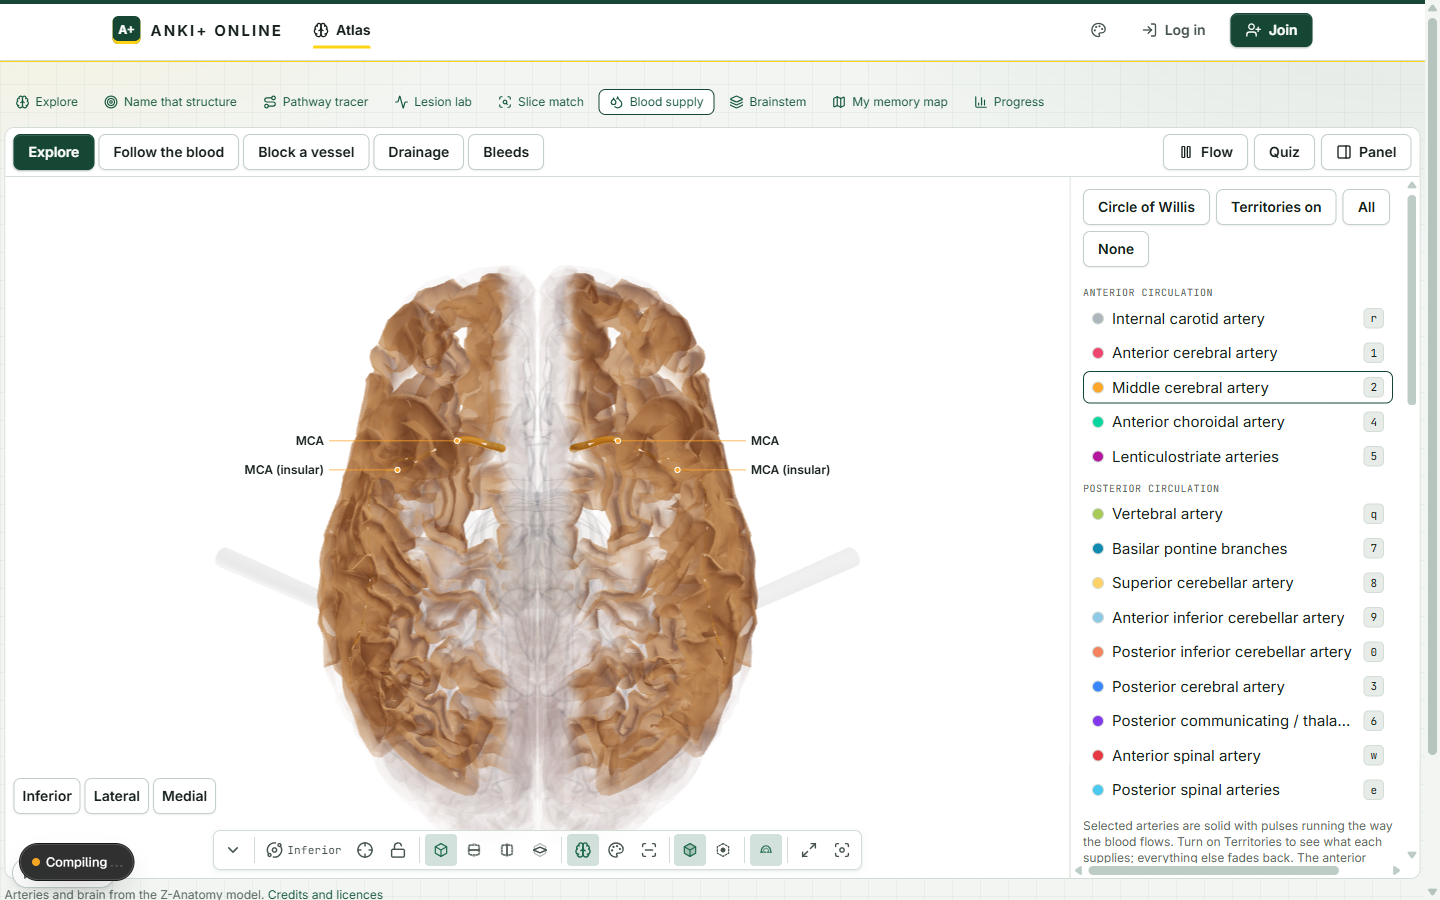 A+ ANKI+ ONLINE Atlas Log in Join
Explore Name that structure Pathway tracer Lesion lab Slice match Blood supply Brainstem My memory map Progress
Explore Follow the blood Block a vessel Drainage Bleeds Flow Quiz Panel
Circle of Willis Territories on All
None
ANTERIOR CIRCULATION
Internal carotid artery r
Anterior cerebral artery 1
Middle cerebral artery 2
Anterior choroidal artery 4
Lenticulostriate arteries 5
POSTERIOR CIRCULATION
Vertebral artery q
Basilar pontine branches 7
Superior cerebellar artery 8
Anterior inferior cerebellar artery 9
Posterior inferior cerebellar artery 0
Posterior cerebral artery 3
Posterior communicating / thala... 6
Anterior spinal artery w
Posterior spinal arteries e
Selected arteries are solid with pulses running the way
the blood flows. Turn on Territories to see what each
supplies; everything else fades back. The anterior
MCA MCA
MCA (insular) MCA (insular)
Inferior Lateral Medial
Inferior
Compiling ...
Arteries and brain from the Z-Anatomy model. Credits and licences